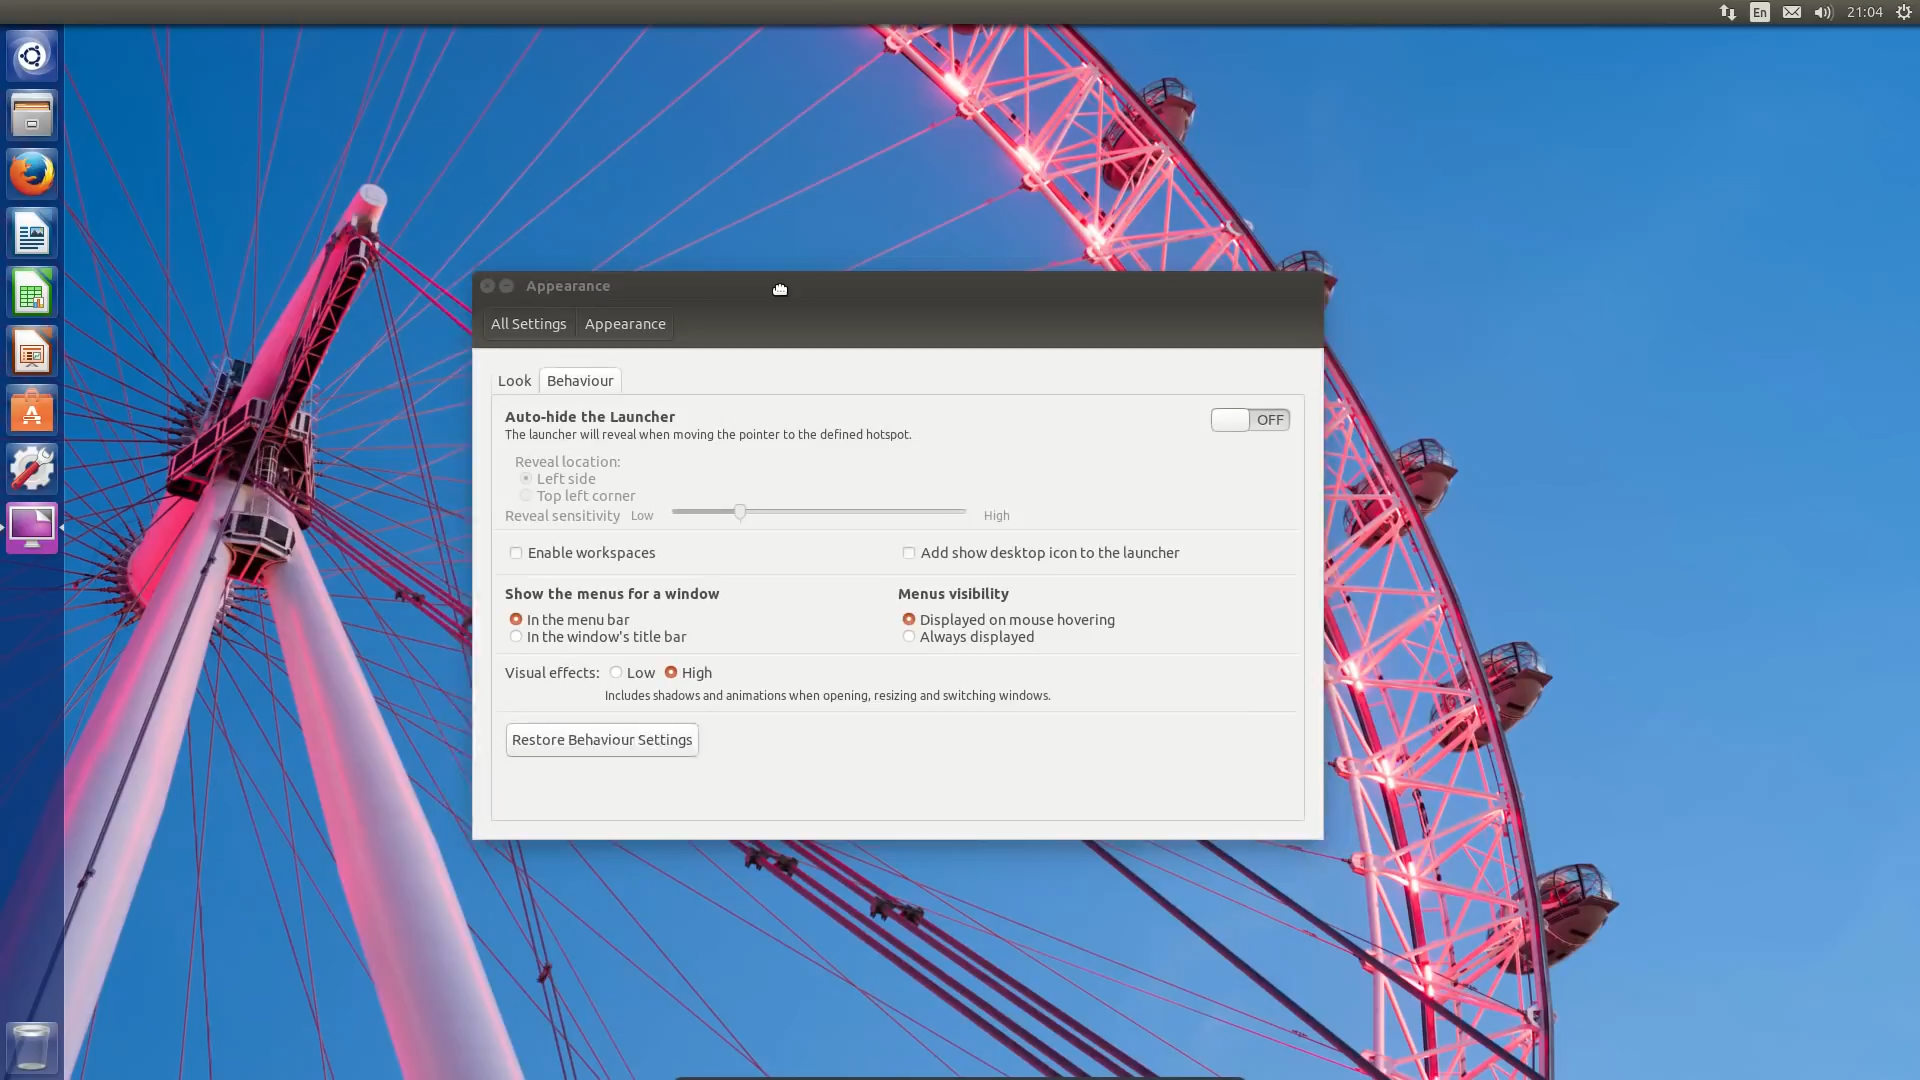 En 21:04
Appearance
All Settings Appearance
Look Behaviour
Auto-hide the Launcher
OFF
The launcher will reveal when moving the pointer to the defined hotspot.
Reveal location:
Left side
Top left corner
Reveal sensitivity Low High
Enable workspaces Add show desktop icon to the launcher
Show the menus for a window Menus visibility
In the menu bar Displayed on mouse hovering
In the window's title bar Always displayed
Visual effects: Low High
Includes shadows and animations when opening, resizing and switching windows.
Restore Behaviour Settings